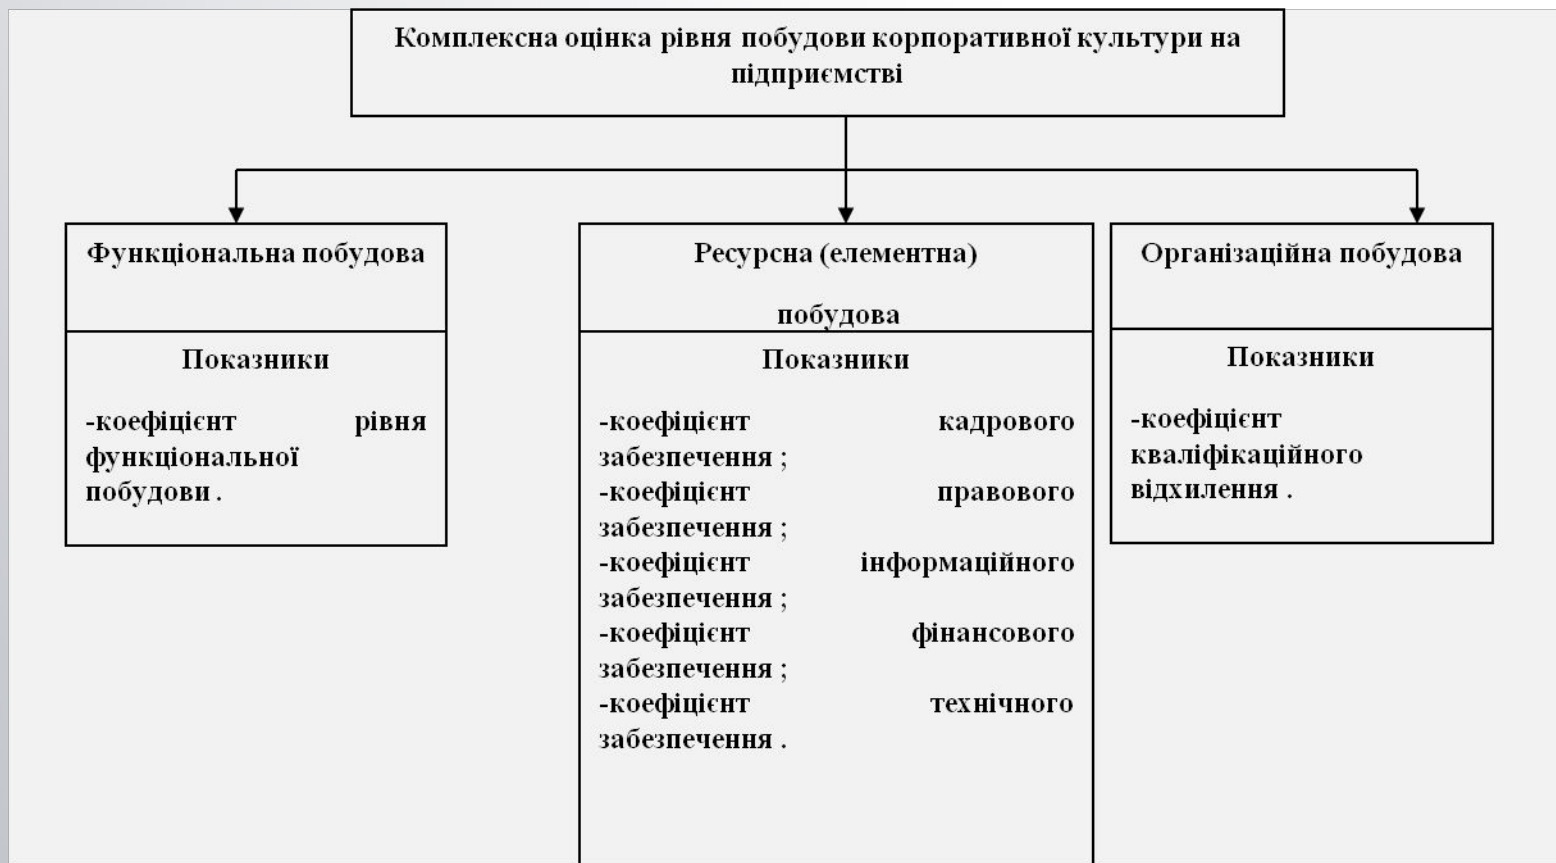 Комплексна оцінка рівня побудови корпоративної культури на
підприємстві
Функціональна побудова
Показники
-коефіцієнт рівня
функціональної
побудови .
Ресурсна (елементна)
побудова
Показники
-коефіцієнт кадрового
забезпечення ;
-коефіцієнт правового
забезпечення ;
-коефіцієнт інформаційного
забезпечення ;
-коефіцієнт фінансового
забезпечення ;
-коефіцієнт технічного
забезпечення .
Організаційна побудова
Показники
-коефіцієнт
кваліфікаційного
відхилення .